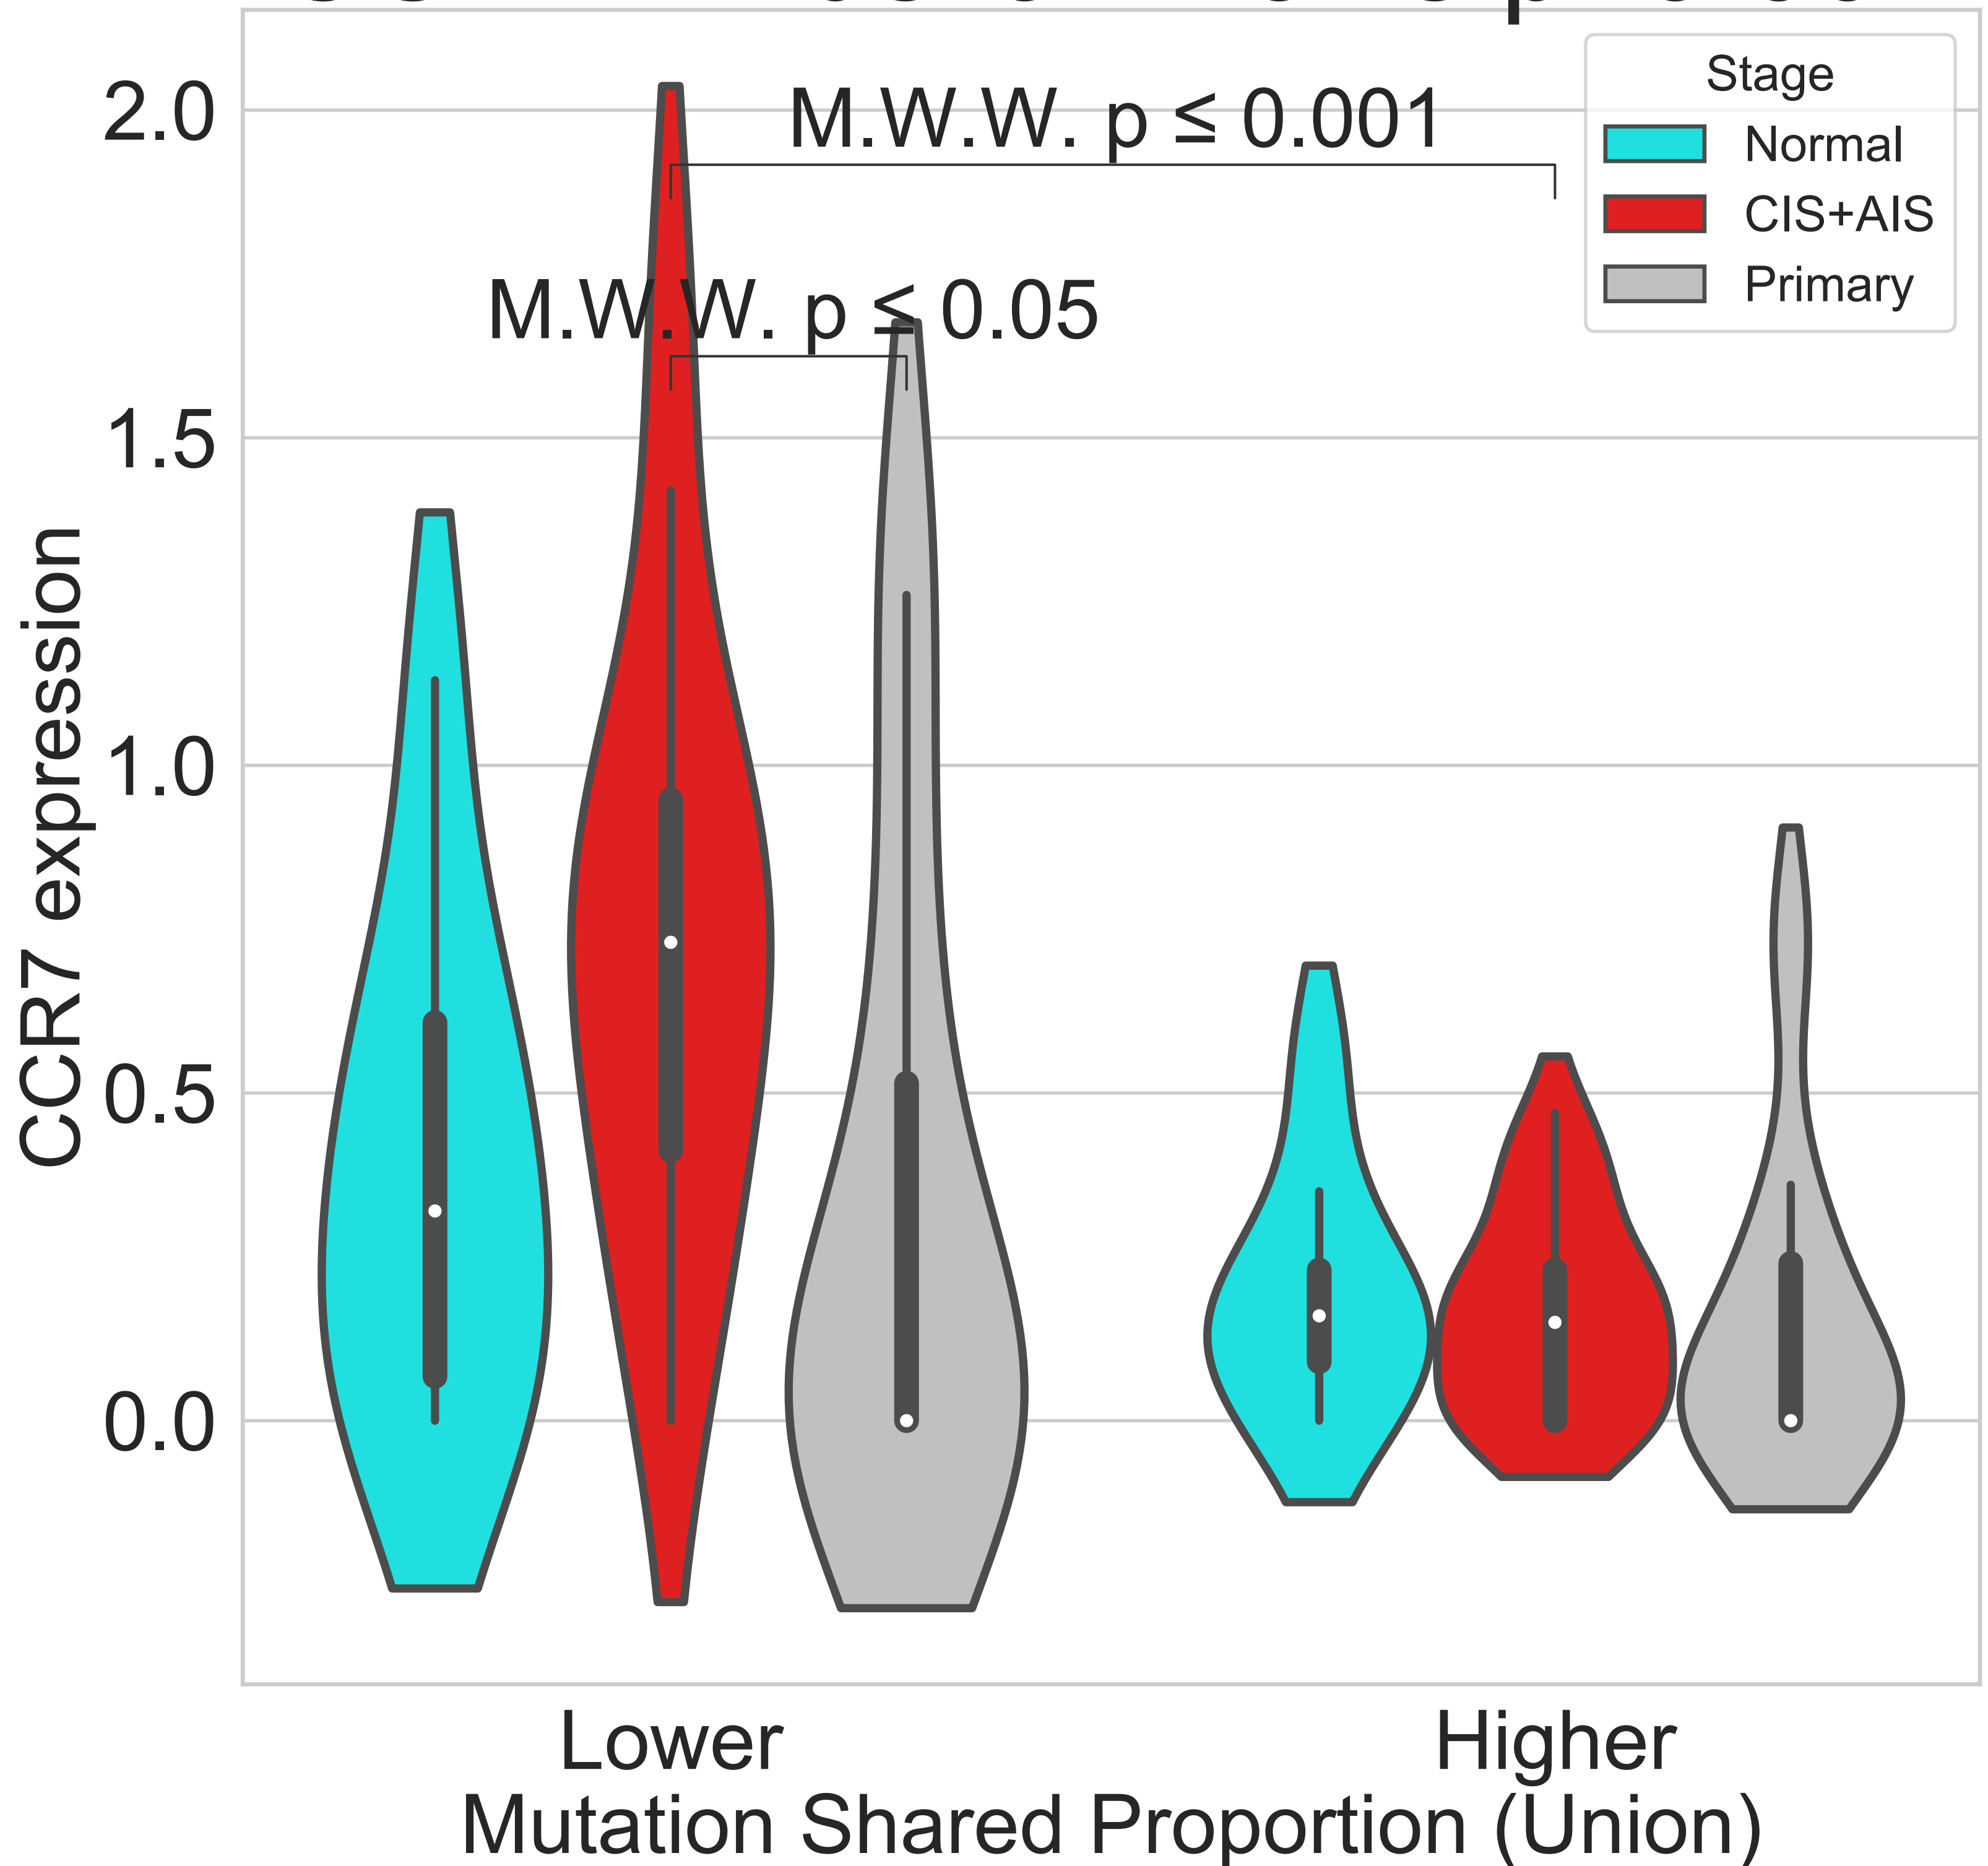 Stage
Normal
CIS+AIS
Primary
M.W.W. p ≤ 0.001
M.W.W. p ≤ 0.05
2.0
1.5
1.0
0.5
0.0
CCR7 expression
Lower
Higher
Mutation Shared Proportion (Union)